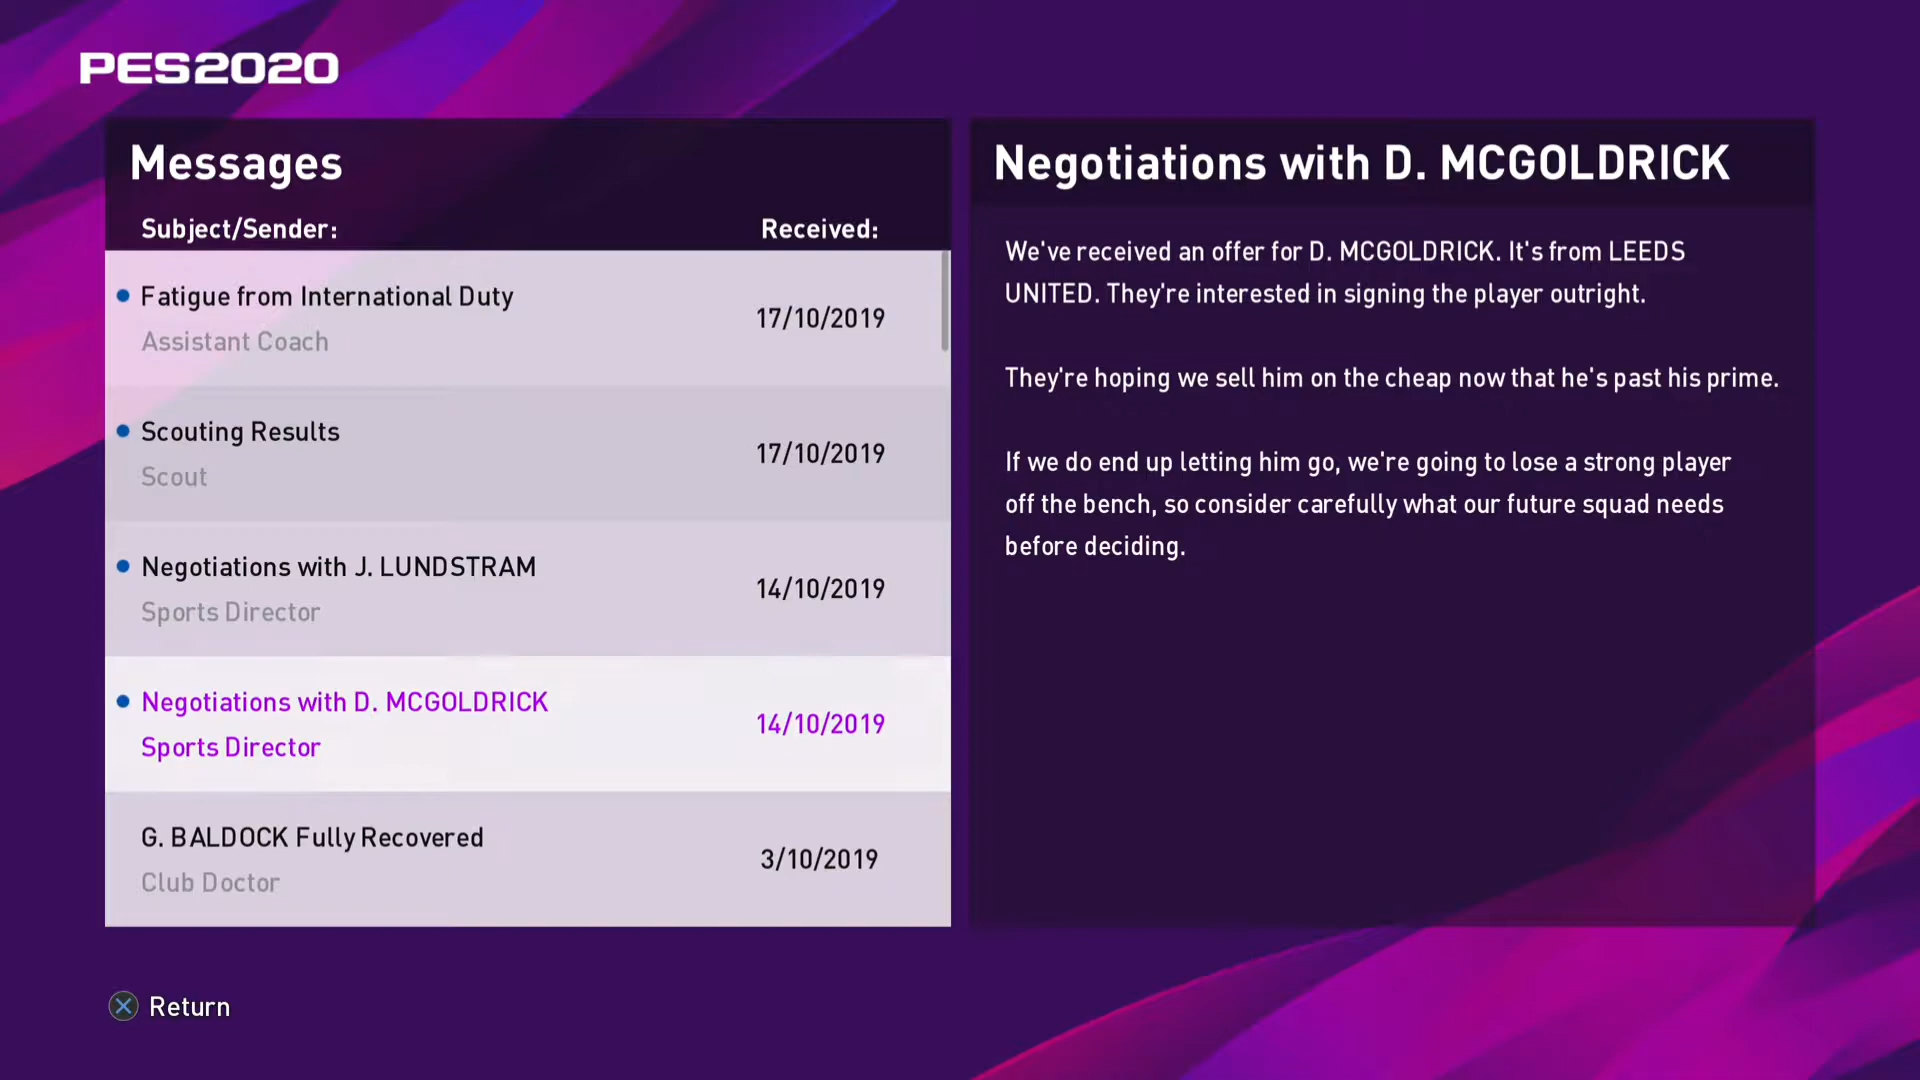 PES2020
Messages
Subject/Sender:
Received:
Fatigue from International Duty
Assistant Coach
17/10/2019
Scouting Results
Scout
17/10/2019
Negotiations with J. LUNDSTRAM
Sports Director
14/10/2019
Negotiations with D. MCGOLDRICK
Sports Director
14/10/2019
G. BALDOCK Fully Recovered
Club Doctor
3/10/2019
Negotiations with D. MCGOLDRICK
We've received an offer for D. MCGOLDRICK. It's from LEEDS
UNITED. They're interested in signing the player outright.
They're hoping we sell him on the cheap now that he's past his prime.
If we do end up letting him go, we're going to lose a strong player
off the bench, so consider carefully what our future squad needs
before deciding.
Return